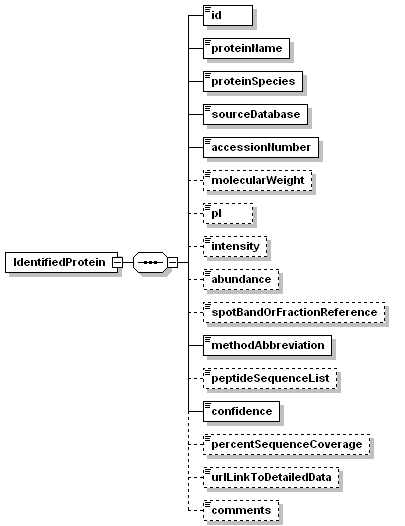 id
proteinName
proteinSpecies
sourceDatabase
accessionNumber
molecularWeight
pI
IdentifiedProtein
intensity
abundance
spotBandOrFractionReference
methodAbbreviation
peptideSequenceList
confidence
percentSequenceCoverage
urlLinkToDetailedData
comments